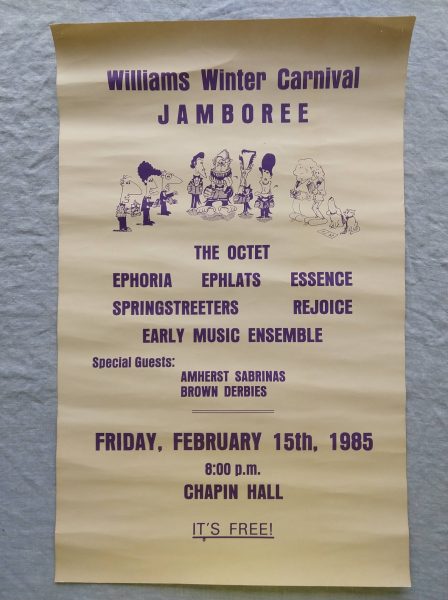 Williams Winter Carnival
JAMBOREE
THE OCTET
EPHORIA EPHLATS ESSENCE
SPRINGSTREETERS REJOICE
EARLY MUSIC ENSEMBLE
Special Guests:
AMHERST SABRINAS
BROWN DERBIES
FRIDAY, FEBRUARY 15th, 1985
8:00 p.m.
CHAPIN HALL
IT'S FREE!